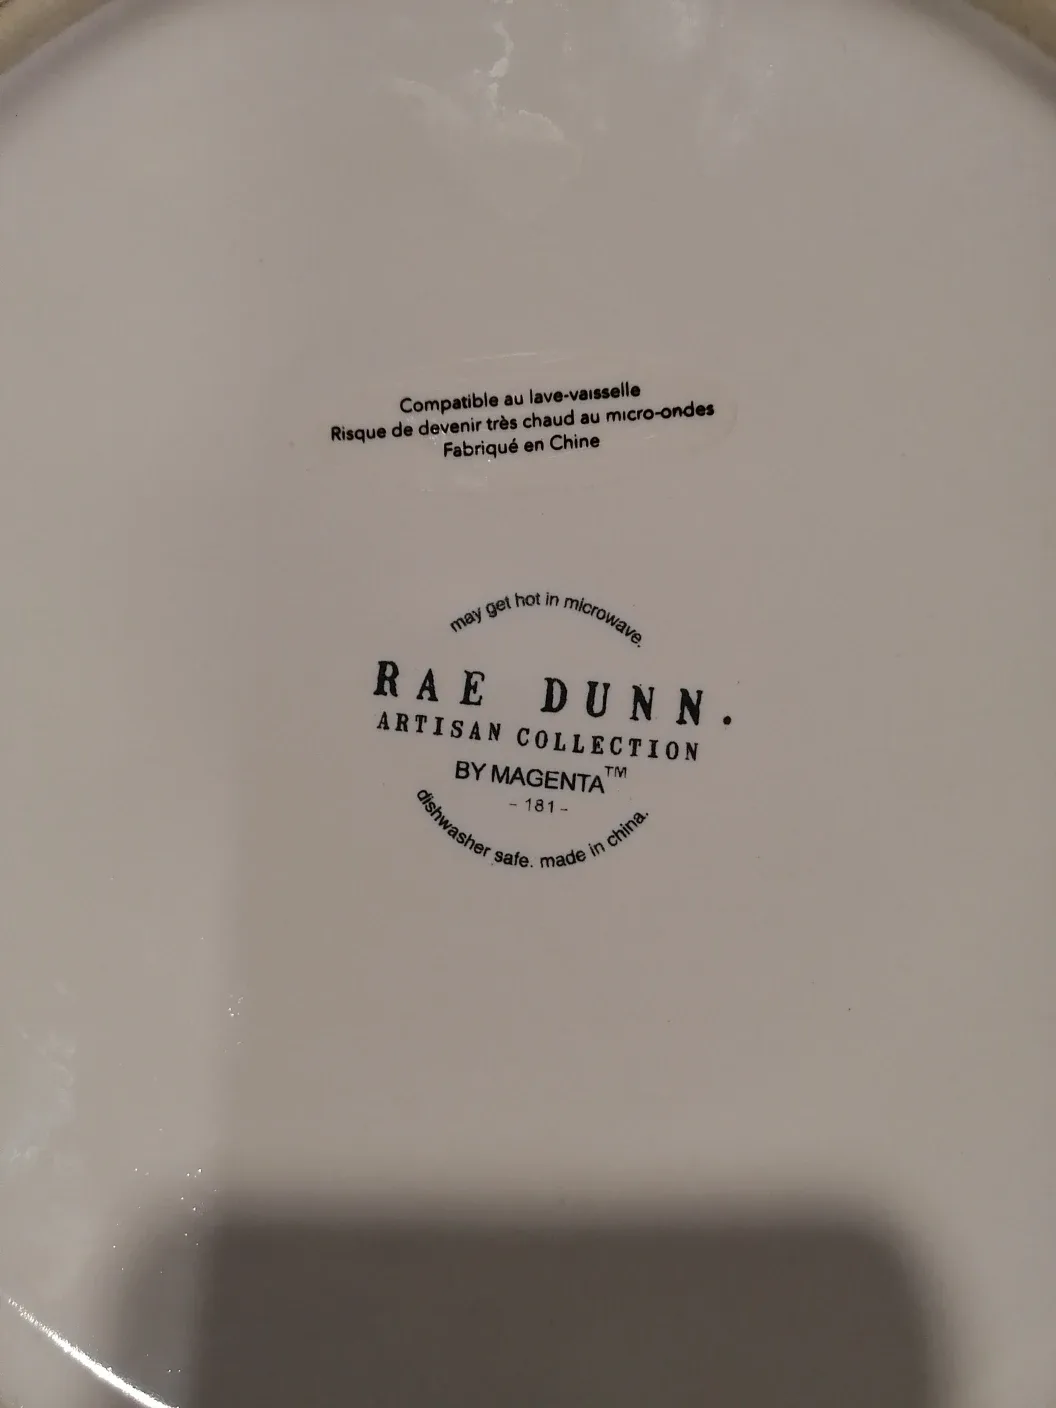 Compatible au lave-vaisselle
Risque de devenir très chaud au micro-ondes
Fabriqué en Chine
may get hot in microwave.
RAE DUNN.
ARTISAN COLLECTION
BY MAGENTA™
- 181 -
dishwasher safe. made in china.